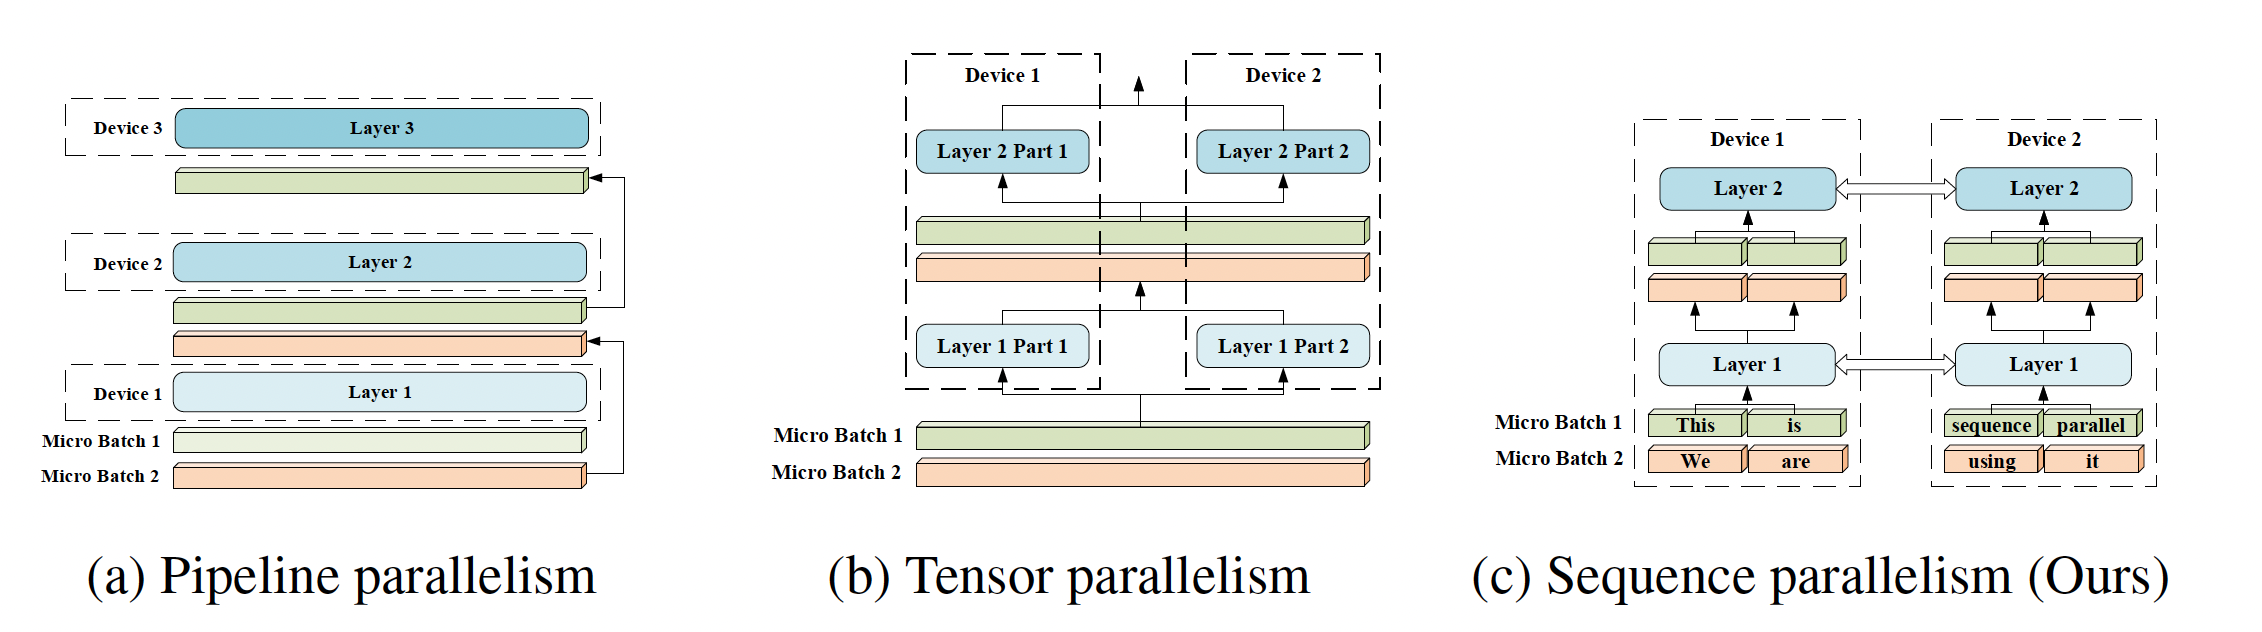 Device 3
Layer 3
Device 2
Layer 2
Device 1
Layer 1
Micro Batch 1
Micro Batch 2
(a) Pipeline parallelism
Device 1
Device 2
Layer 2 Part 1
Layer 2 Part 2
Layer 1 Part 1
Layer 1 Part 2
Micro Batch 1
Micro Batch 2
(b) Tensor parallelism
Device 1
Device 2
Layer 2
Layer 2
Layer 1
Layer 1
Micro Batch 1 This is sequence parallel
Micro Batch 2 We are using it
(c) Sequence parallelism (Ours)